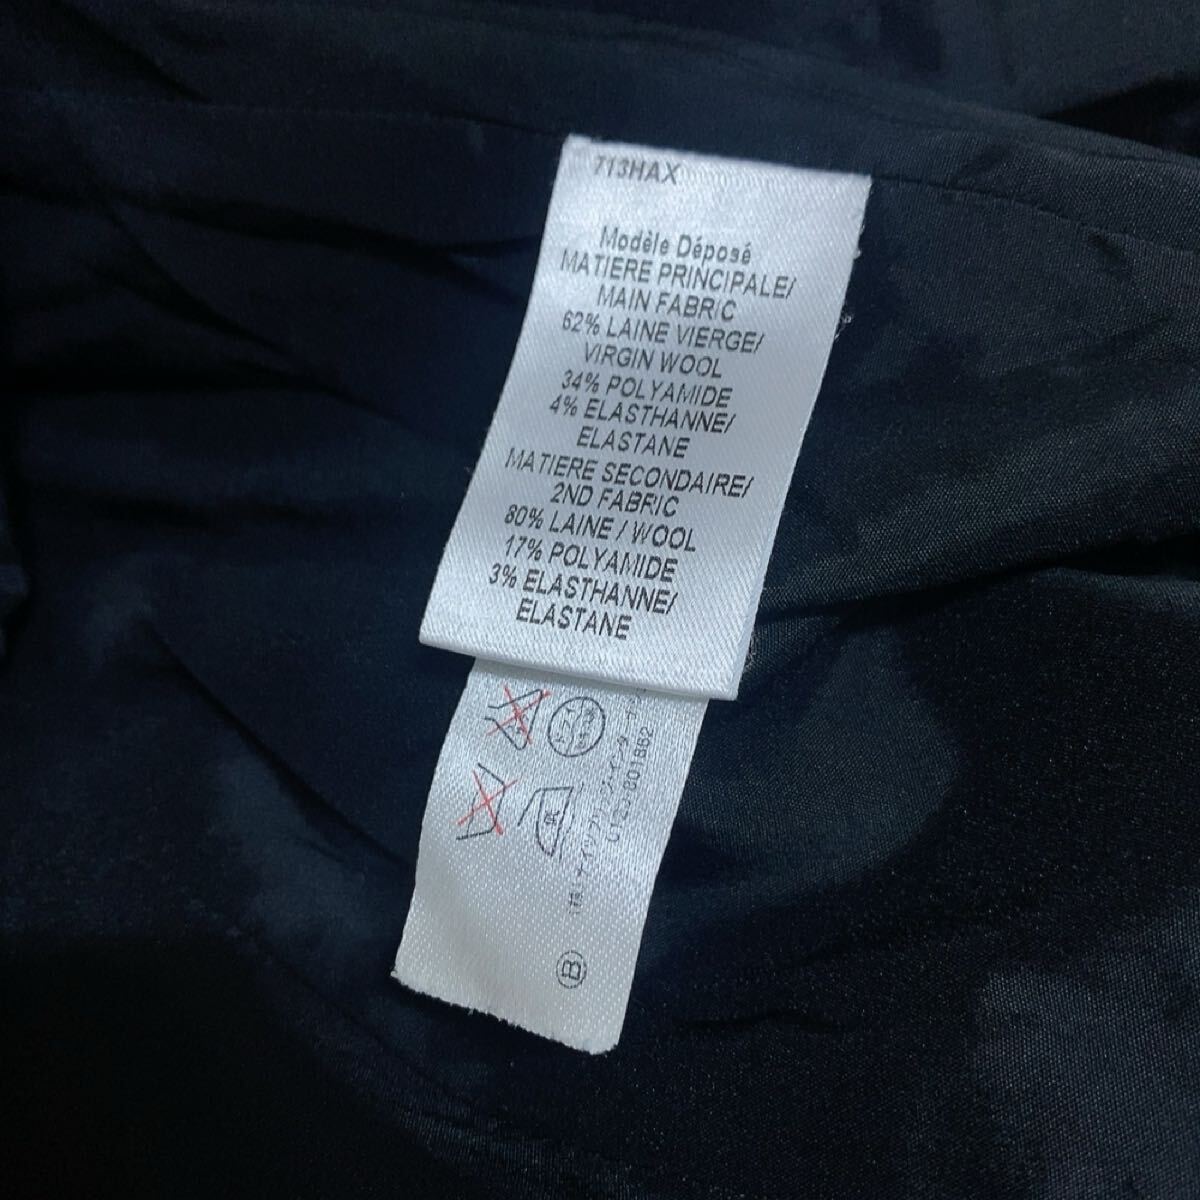 713HAX
Modèle Déposé
MATIERE PRINCIPALE/
MAIN FABRIC
62% LAINE VIERGE/
VIRGIN WOOL
34% POLYAMIDE
4% ELASTHANNE/
ELASTANE
MATIERE SECONDAIRE/
2ND FABRIC
80% LAINE / WOOL
17% POLYAMIDE
3% ELASTHANNE/
ELASTANE
B